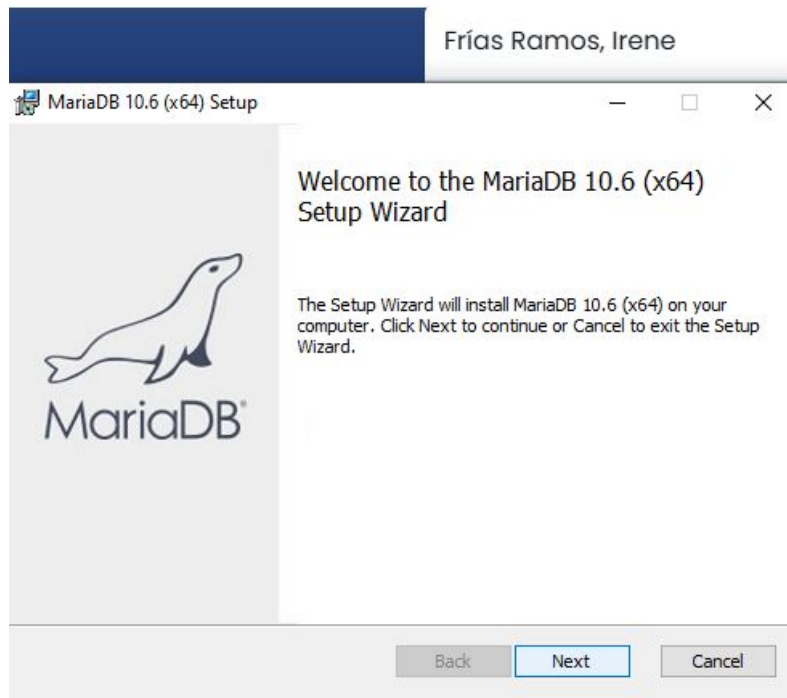 Frías Ramos, Irene
MariaDB 10.6 (x64) Setup
Welcome to the MariaDB 10.6 (x64)
Setup Wizard
The Setup Wizard will install MariaDB 10.6 (x64) on your
computer. Click Next to continue or Cancel to exit the Setup
Wizard.
MariaDB®
Back Next Cancel